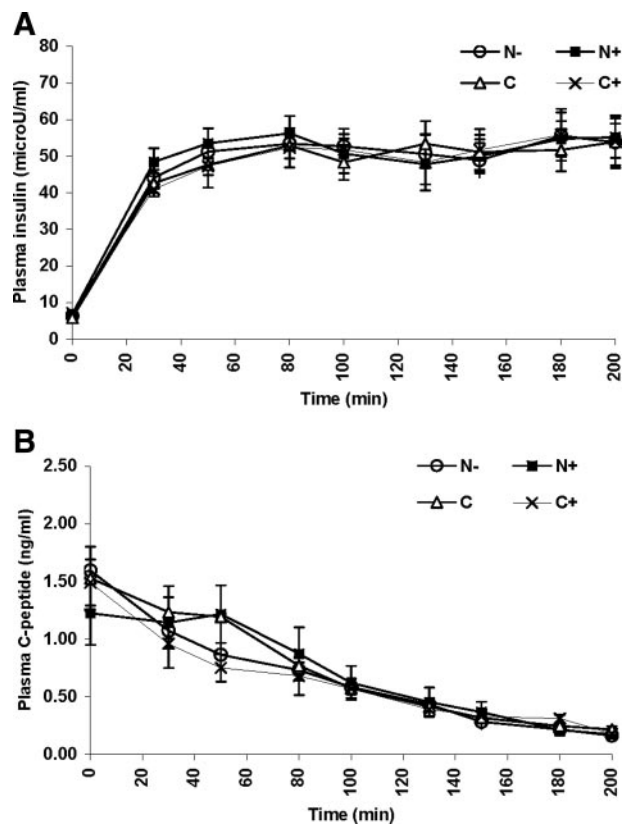 A
80
70
60
50
40
30
20
10
0
Plasma insulin (microU/ml)
N- N+
C C+
0 20 40 60 80 100 120 140 160 180 200
Time (min)
B
2.50
2.00
1.50
1.00
0.50
0.00
Plasma C-peptide (ng/ml)
N- N+
C C+
0 20 40 60 80 100 120 140 160 180 200
Time (min)